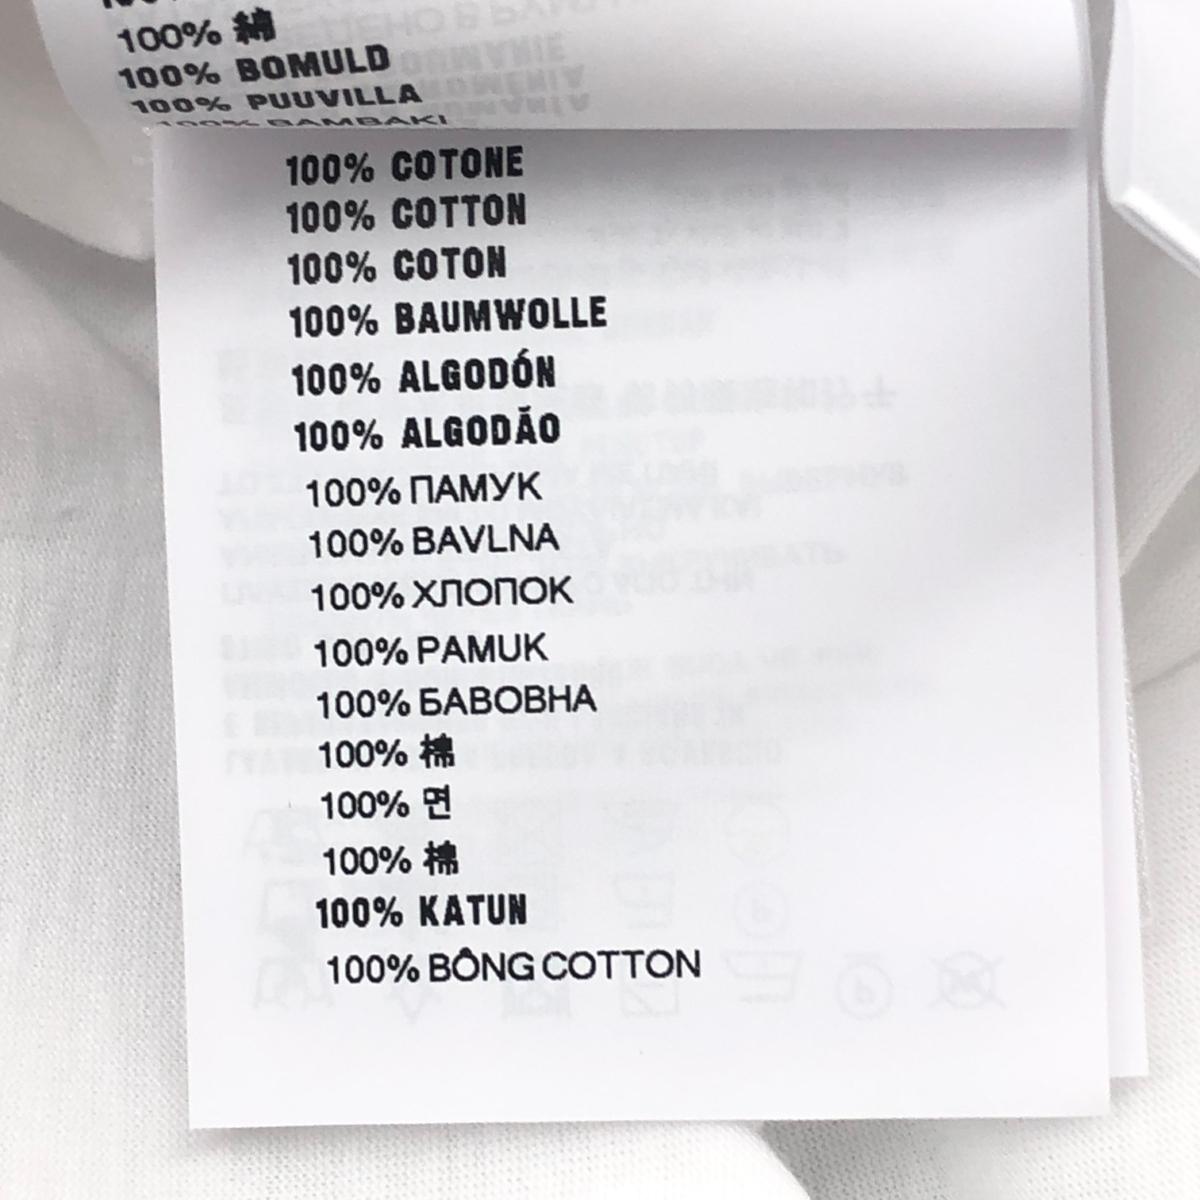 100% 綿
100% BOMULD
100% PUUVILLA
100% BAMBAKI
100% COTONE
100% COTTON
100% COTON
100% BAUMWOLLE
100% ALGODÓN
100% ALGODÃO
100% ПАМУК
100% BAVLNA
100% ХЛОПОК
100% PAMUK
100% БАВОВНА
100% 棉
100% 면
100% 棉
100% KATUN
100% BÔNG COTTON